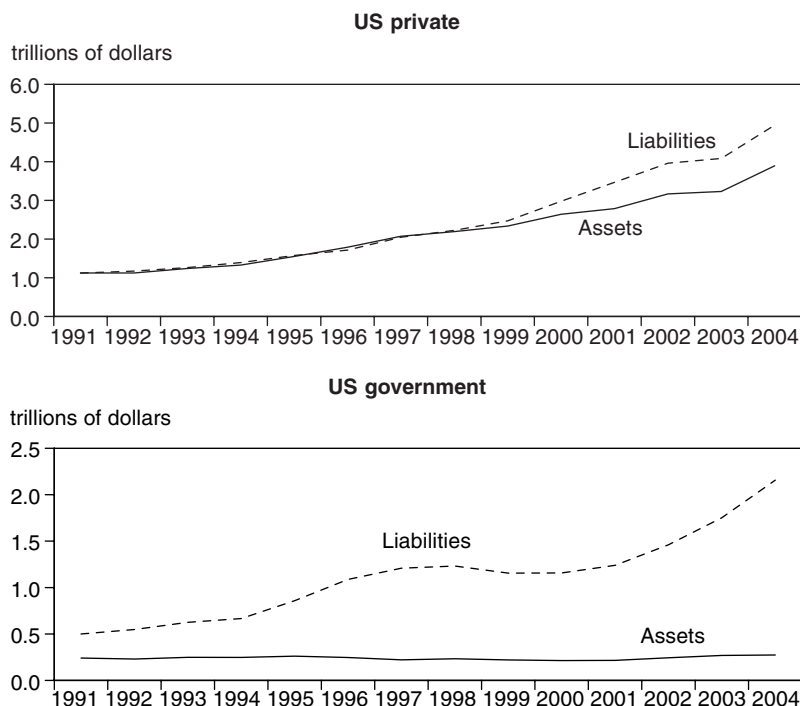 US private
trillions of dollars
6.0
5.0
Liabilities
4.0
3.0
Assets
2.0
1.0
0.0
1991 1992 1993 1994 1995 1996 1997 1998 1999 2000 2001 2002 2003 2004
US government
trillions of dollars
2.5
2.0
Liabilities
1.5
1.0
Assets
0.5
0.0
1991 1992 1993 1994 1995 1996 1997 1998 1999 2000 2001 2002 2003 2004